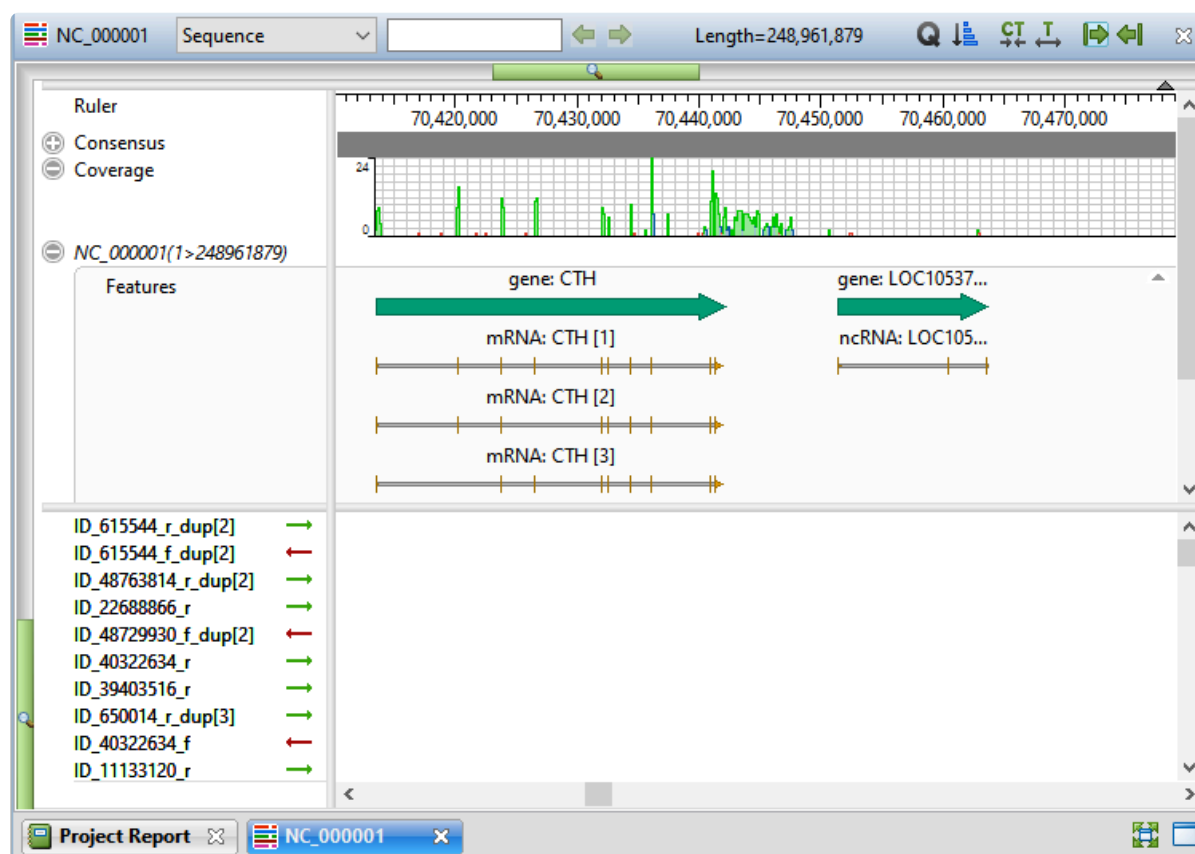 NC_000001 Sequence Length=248,961,879 Q CT T
Ruler
70,420,000 70,430,000 70,440,000 70,450,000 70,460,000 70,470,000
Consensus
Coverage
24
0
NC_000001(1>248961879)
Features
gene: CTH gene: LOC10537...
mRNA: CTH [1] ncRNA: LOC105...
mRNA: CTH [2]
mRNA: CTH [3]
ID_615544_r_dup[2]
ID_615544_f_dup[2]
ID_48763814_r_dup[2]
ID_22688866_r
ID_48729930_f_dup[2]
ID_40322634_r
ID_39403516_r
ID_650014_r_dup[3]
ID_40322634_f
ID_11133120_r
Project Report NC_000001